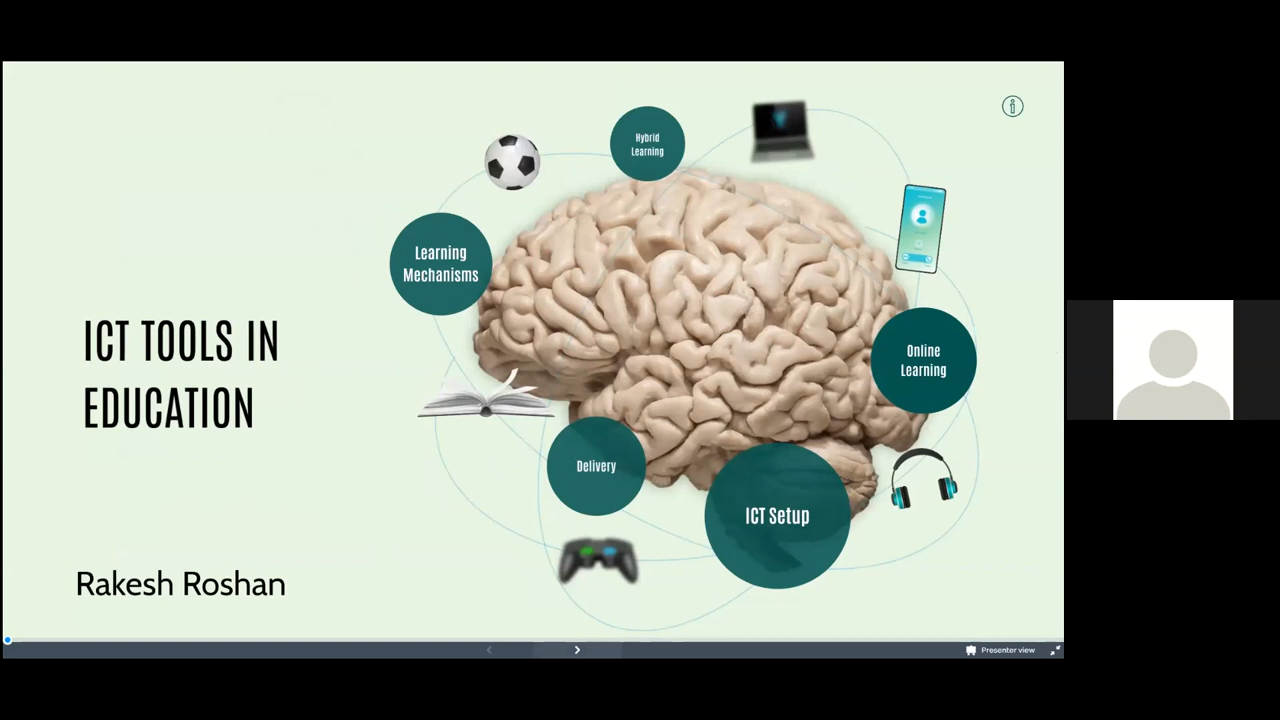 ICT TOOLS IN
EDUCATION
Rakesh Roshan
Hybrid
Learning
Learning
Mechanisms
Online
Learning
Delivery
ICT Setup
Presenter view